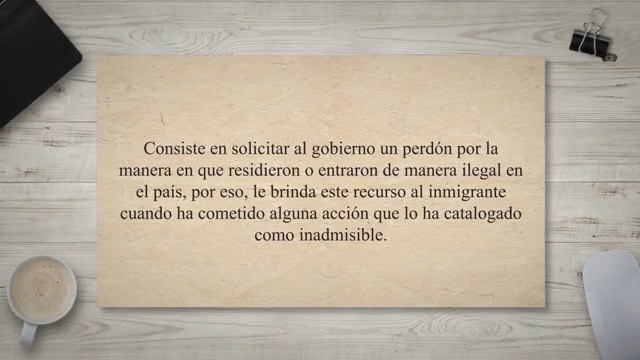 Consiste en solicitar al gobierno un perdón por la
manera en que residieron o entraron de manera ilegal en
el país, por eso, le brinda este recurso al inmigrante
cuando ha cometido alguna acción que lo ha catalogado
como inadmisible.